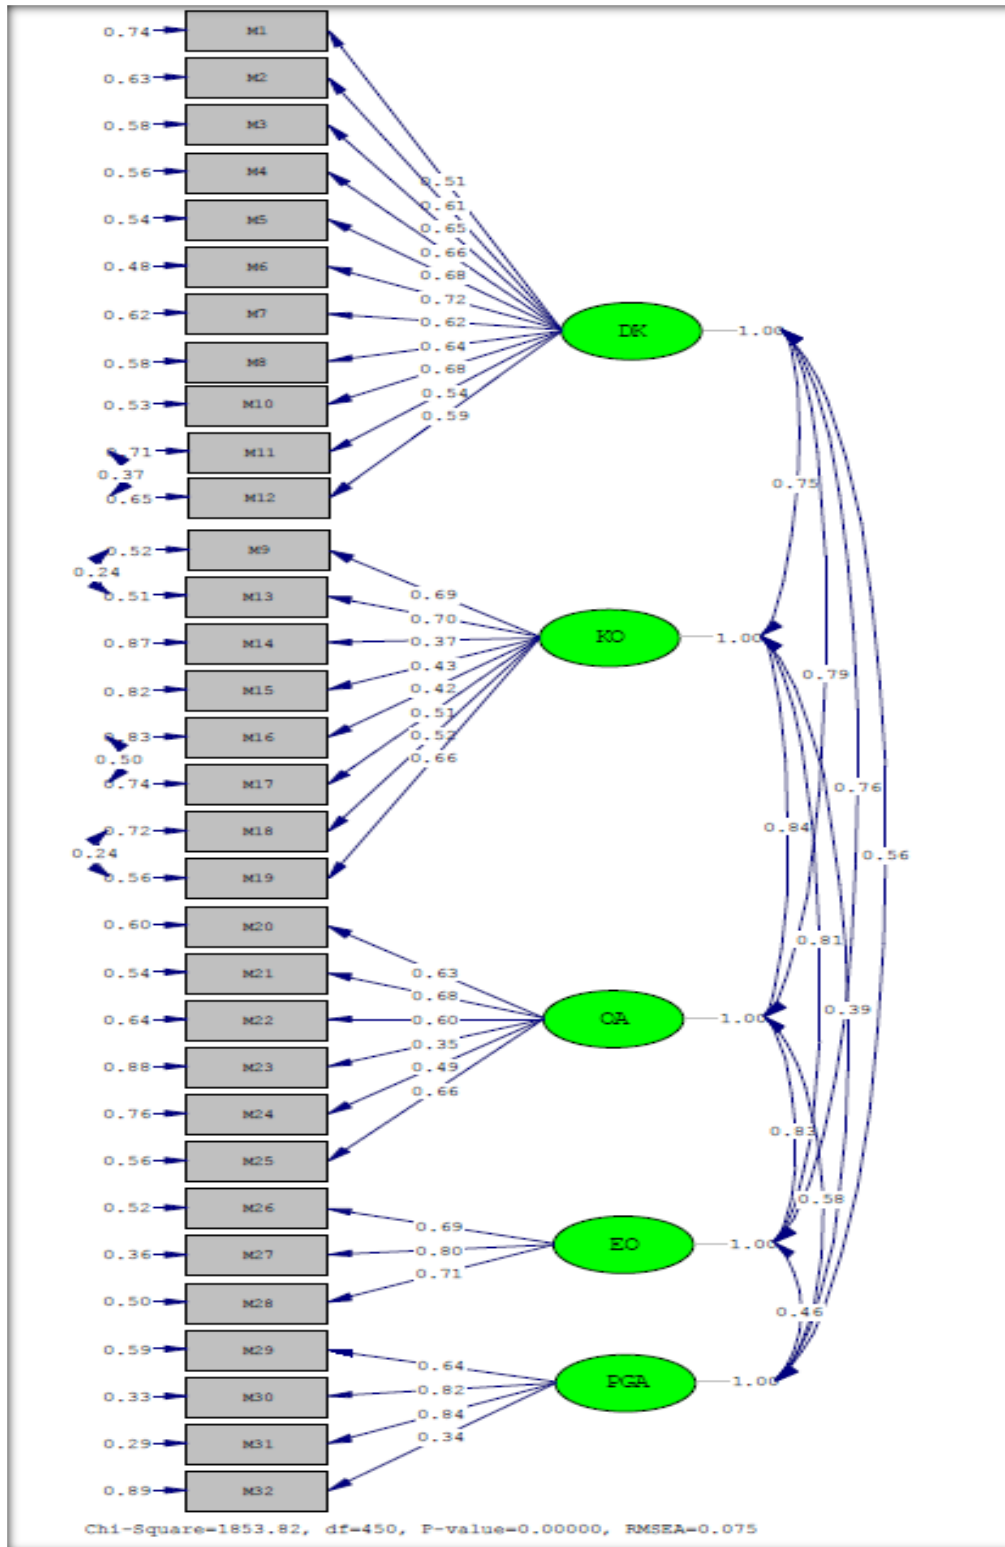 0.74 M1
0.63 M2
0.58 M3
0.56 M4
0.54 M5
0.48 M6
0.62 M7
0.58 M8
0.53 M10
0.71 M11
0.37
0.65 M12
0.52 M9
0.24
0.51 M13
0.87 M14
0.82 M15
0.83 M16
0.50
0.74 M17
0.72 M18
0.24
0.56 M19
0.60 M20
0.54 M21
0.64 M22
0.88 M23
0.76 M24
0.56 M25
0.52 M26
0.36 M27
0.50 M28
0.59 M29
0.33 M30
0.29 M31
0.89 M32
0.51
0.61
0.65
0.66
0.68
0.72
0.62
0.64
0.68
0.54
0.59
0.69
0.70
0.37
0.43
0.42
0.51
0.52
0.66
0.63
0.68
0.60
0.35
0.49
0.66
0.69
0.80
0.71
0.64
0.82
0.84
0.34
DK 1.00
KO 1.00
OA 1.00
EO 1.00
PGA 1.00
0.75
0.79
0.76
0.84
0.56
0.81
0.39
0.83
0.58
0.46
Chi-Square=1853.82, df=450, P-value=0.00000, RMSEA=0.075